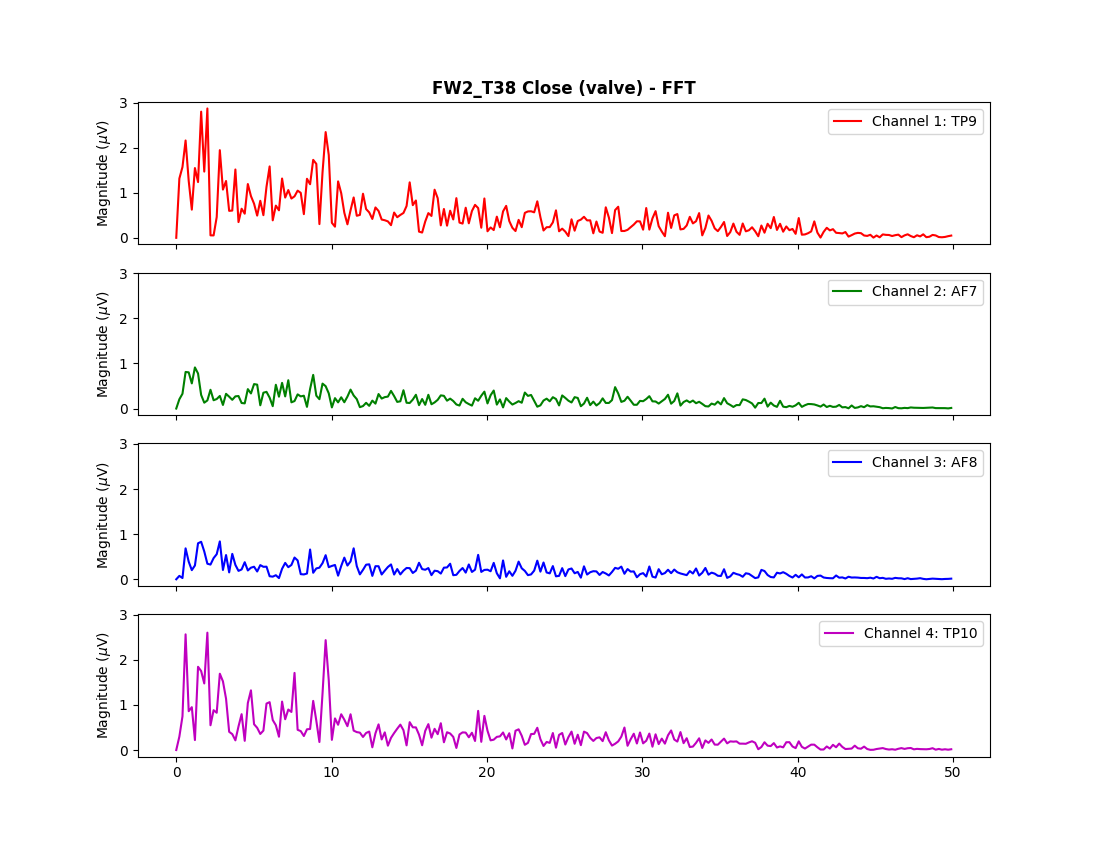 FW2_T38 Close (valve) - FFT
3
2
1
0
Magnitude (μV)
Channel 1: TP9
3
2
1
0
Magnitude (μV)
Channel 2: AF7
3
2
1
0
Magnitude (μV)
Channel 3: AF8
3
2
1
0
Magnitude (μV)
Channel 4: TP10
0 10 20 30 40 50